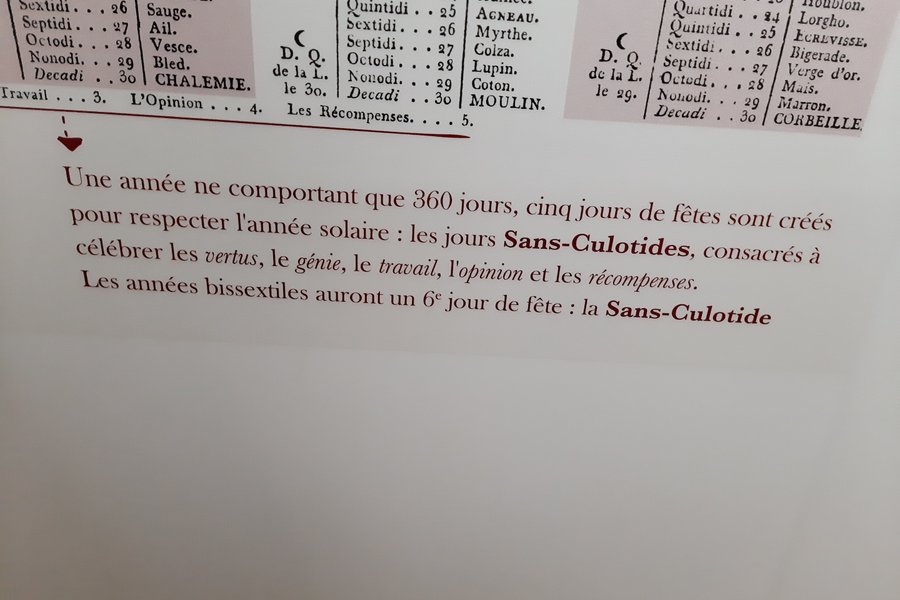 Sextidi . . . 26 Sauge.
Septidi . . . 27 Ail.
Octodi . . . 28 Vesce.
Nonodi. . . 29 Bled.
Decadi . . 30 CHALEMIE.
D. Q.
de la L.
le 30.
Quintidi . . . 25 AGNEAU.
Sextidi. . . . 26 Myrthe.
Septidi . . . 27 Colza.
Octodi . . . 28 Lupin.
Nonodi. . . . 29 Coton.
Decadi . . . 30 MOULIN.
D. Q.
de la L.
le 29.
Houblon.
Quartidi . . . 24 Lorgho.
Quintidi . . . 25 ECREVISSE.
Sextidi . . . 26 Bigerade.
Septidi . . . 27 Verge d'or.
Octodi . . . 28 Maïs.
Nonodi. . . 29 Marron.
Decadi . . 30 CORBEILLE.
Travail . . . 3. L'Opinion . . . . 4. Les Récompenses. . . . 5.
Une année ne comportant que 360 jours, cinq jours de fêtes sont créés
pour respecter l'année solaire : les jours Sans-Culotides, consacrés à
célébrer les vertus, le génie, le travail, l'opinion et les récompenses.
Les années bissextiles auront un 6e jour de fête : la Sans-Culotide